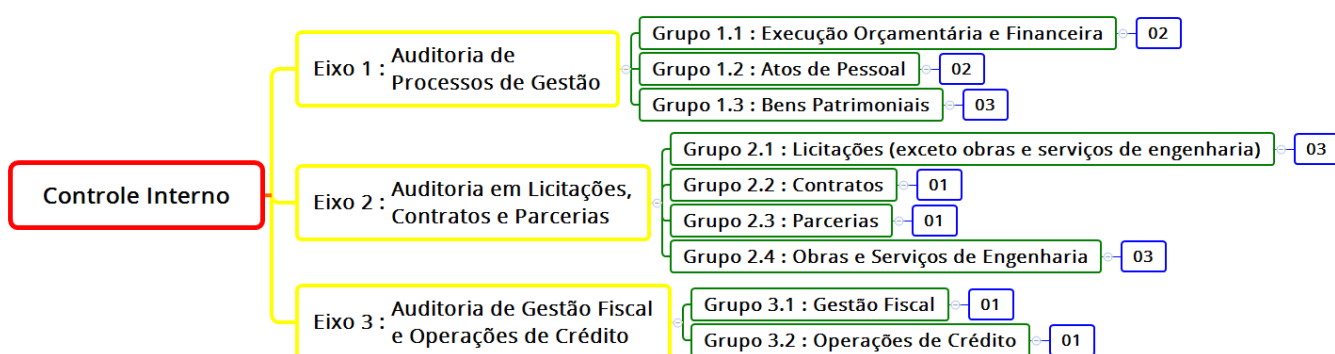 Controle Interno
Eixo 1 : Auditoria de
Processos de Gestão
Grupo 1.1 : Execução Orçamentária e Financeira
02
Grupo 1.2 : Atos de Pessoal
02
Grupo 1.3 : Bens Patrimoniais
03
Eixo 2 : Auditoria em Licitações,
Contratos e Parcerias
Grupo 2.1 : Licitações (exceto obras e serviços de engenharia)
03
Grupo 2.2 : Contratos
01
Grupo 2.3 : Parcerias
01
Grupo 2.4 : Obras e Serviços de Engenharia
03
Eixo 3 : Auditoria de Gestão Fiscal
e Operações de Crédito
Grupo 3.1 : Gestão Fiscal
01
Grupo 3.2 : Operações de Crédito
01